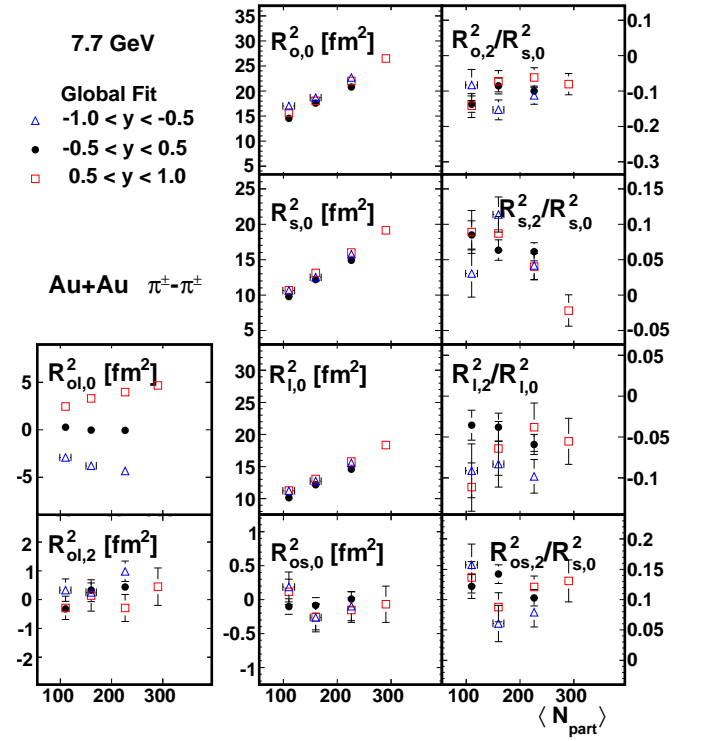 7.7 GeV
Global Fit
-1.0 < y < -0.5
-0.5 < y < 0.5
0.5 < y < 1.0
Au+Au π±-π±
R²o,0 [fm²]
35
30
25
20
15
10
5
R²o,2/R²s,0
0.1
0
-0.1
-0.2
-0.3
R²s,0 [fm²]
25
20
15
10
5
R²s,2/R²s,0
0.15
0.1
0.05
0
-0.05
R²ol,0 [fm²]
5
0
-5
R²l,0 [fm²]
30
25
20
15
10
R²l,2/R²l,0
0.05
0
-0.05
-0.1
R²ol,2 [fm²]
2
1
0
-1
-2
100 200 300
R²os,0 [fm²]
1
0.5
0
-0.5
-1
100 200 300
R²os,2/R²s,0
0.2
0.15
0.1
0.05
0
100 200 300
⟨ Npart ⟩